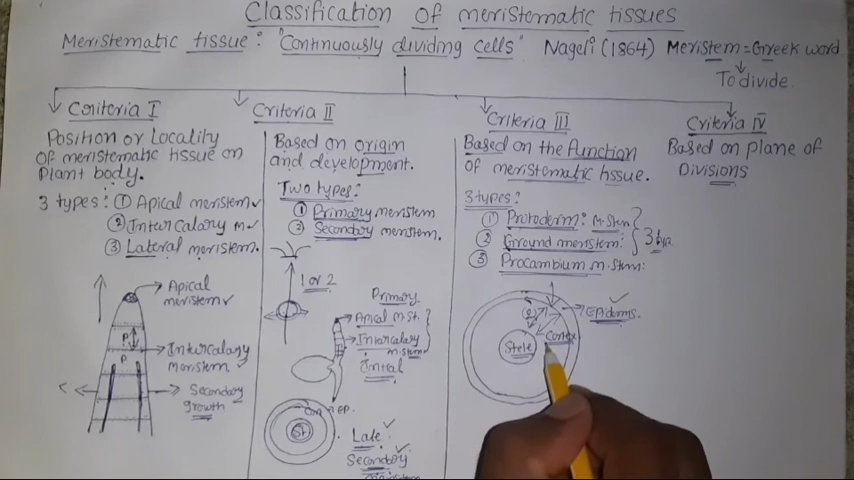 Classification of meristematic tissues
Meristematic tissue: "Continuously dividing cells" Nageli (1864) Meristem = Greek word
To divide
Criteria I
Position or Locality
of meristematic tissue on
Plant body.
3 types: ① Apical meristem
② Intercalary m
③ Lateral meristem.
Apical
meristem
P
P
Intercalary
meristem
Secondary
growth
Criteria II
Based on origin
and development.
Two types:
① Primary meristem
② Secondary meristem.
1 or 2
Primary
Apical m.st
Intercalary
m.stem
Initial
EP.
St
Late
Secondary
Criteria III
Based on the Function
of meristematic tissue.
3 types:
① Protoderm: m.stem
② Ground meristem:
③ Procambium m.stem:
3 typ
Epiderms.
Cortex
Stele
Criteria IV
Based on plane of
Divisions